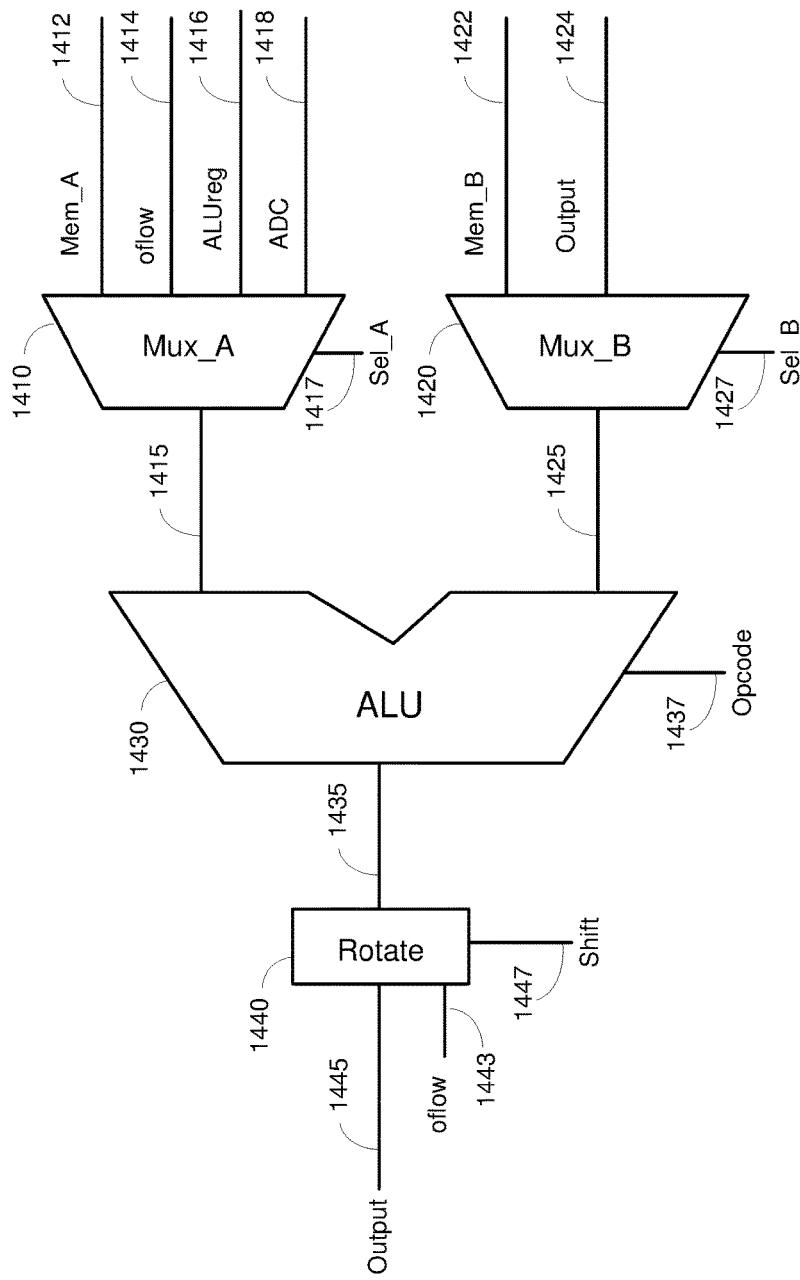 1412
1414
1416
1418
Mem_A
oflow
ALUreg
ADC
1422
1424
Mem_B
Output
1410
Mux_A
1417
Sel_A
1420
Mux_B
1427
Sel_B
1415
1425
1430
ALU
1437
Opcode
1435
1440
Rotate
1447
Shift
1445
oflow
1443
Output